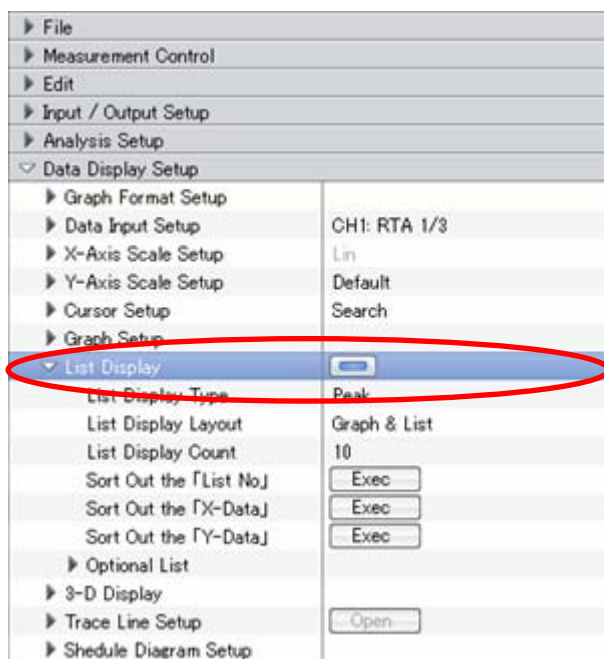 File
Measurement Control
Edit
Input / Output Setup
Analysis Setup
Data Display Setup
Graph Format Setup
Data Input Setup CH1: RTA 1/3
X-Axis Scale Setup Lin
Y-Axis Scale Setup Default
Cursor Setup Search
Graph Setup
List Display
List Display Type Peak
List Display Layout Graph & List
List Display Count 10
Sort Out the「List No」 Exec
Sort Out the「X-Data」 Exec
Sort Out the「Y-Data」 Exec
Optional List
3-D Display
Trace Line Setup Open
Shedule Diagram Setup